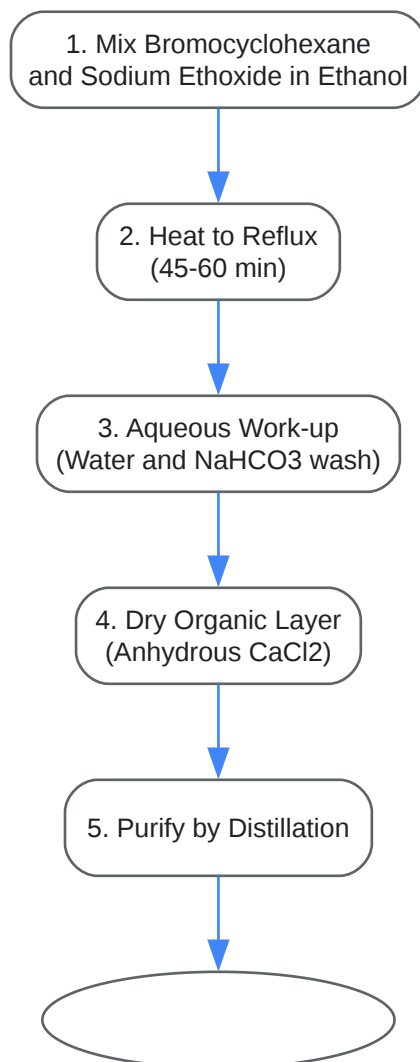 1. Mix Bromocyclohexane
and Sodium Ethoxide in Ethanol
2. Heat to Reflux
(45-60 min)
3. Aqueous Work-up
(Water and NaHCO3 wash)
4. Dry Organic Layer
(Anhydrous CaCl2)
5. Purify by Distillation